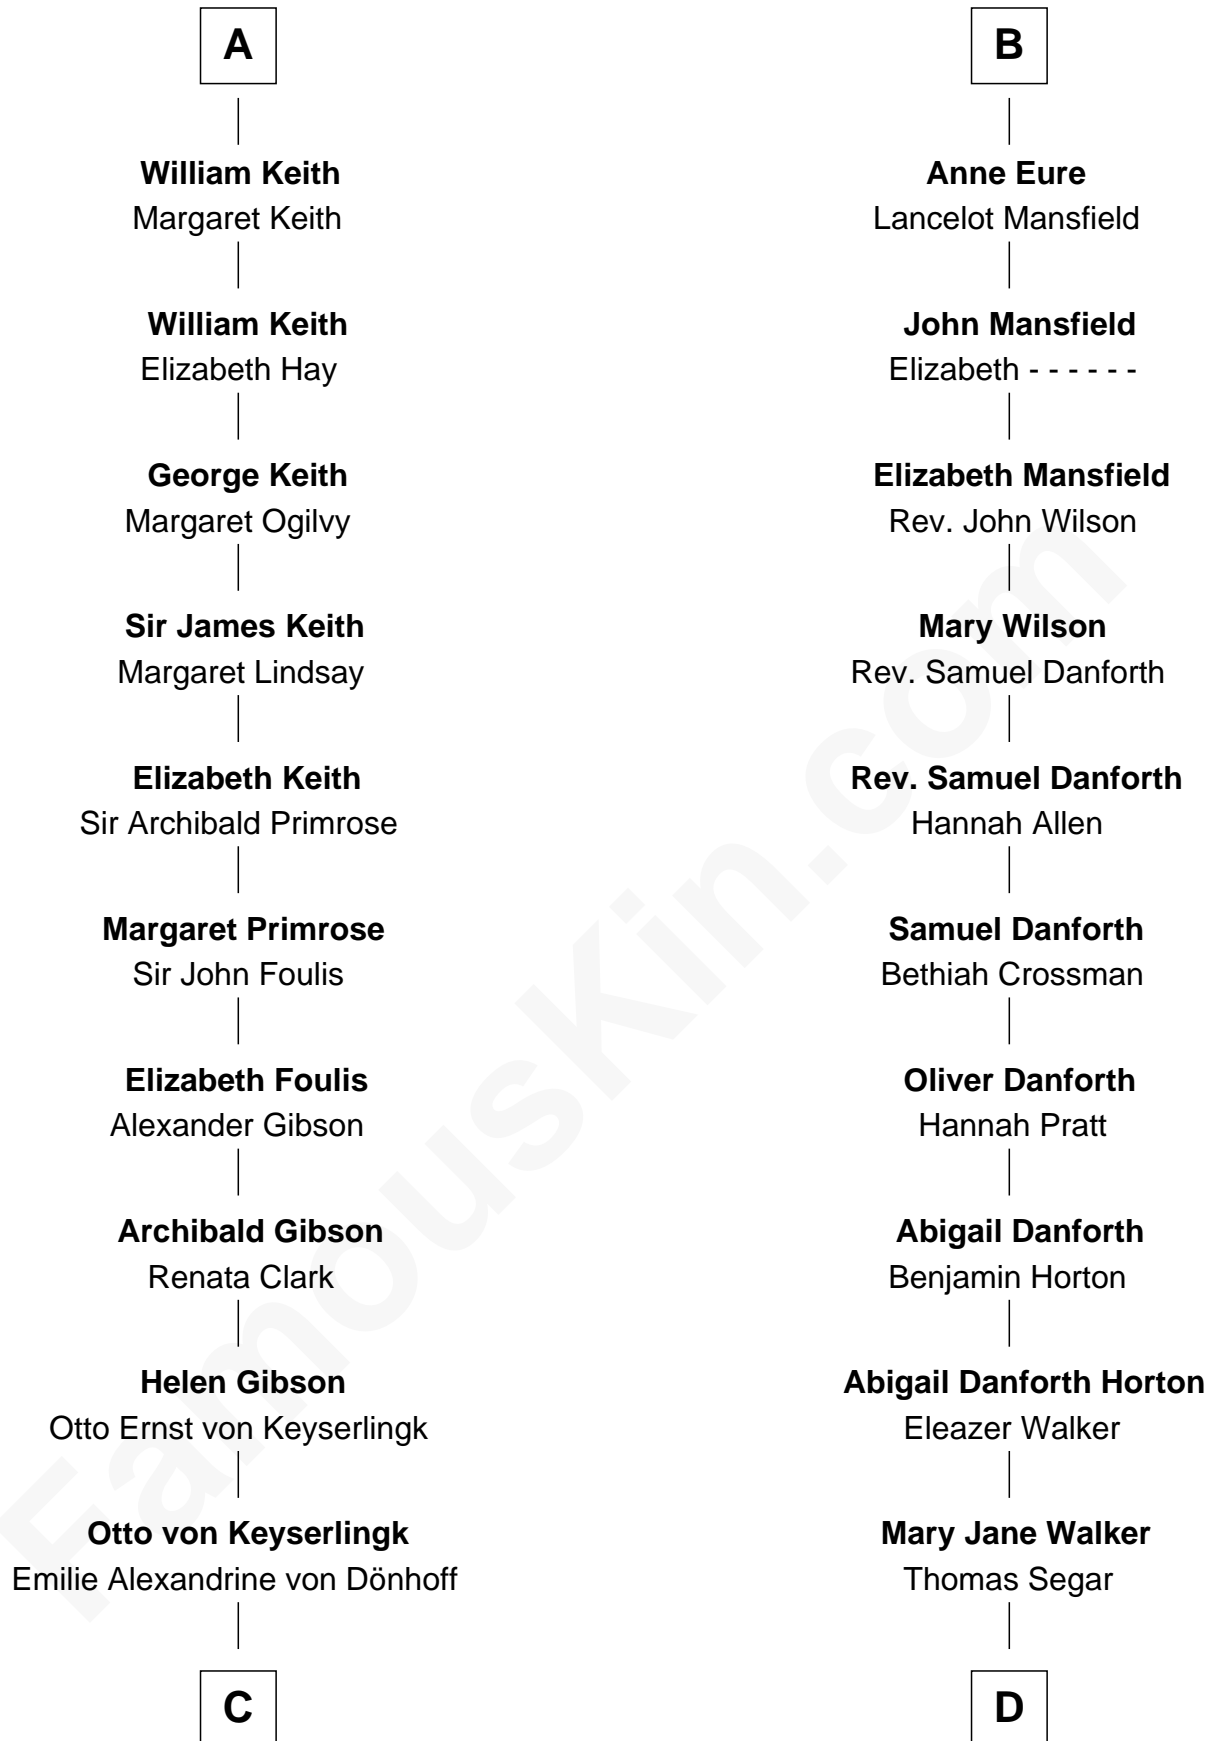 A
William Keith
Margaret Keith
William Keith
Elizabeth Hay
George Keith
Margaret Ogilvy
Sir James Keith
Margaret Lindsay
Elizabeth Keith
Sir Archibald Primrose
Margaret Primrose
Sir John Foulis
Elizabeth Foulis
Alexander Gibson
Archibald Gibson
Renata Clark
Helen Gibson
Otto Ernst von Keyserlingk
Otto von Keyserlingk
Emilie Alexandrine von Dönhoff
C
B
Anne Eure
Lancelot Mansfield
John Mansfield
Elizabeth - - - - - -
Elizabeth Mansfield
Rev. John Wilson
Mary Wilson
Rev. Samuel Danforth
Rev. Samuel Danforth
Hannah Allen
Samuel Danforth
Bethiah Crossman
Oliver Danforth
Hannah Pratt
Abigail Danforth
Benjamin Horton
Abigail Danforth Horton
Eleazer Walker
Mary Jane Walker
Thomas Segar
D
FamousKin.com